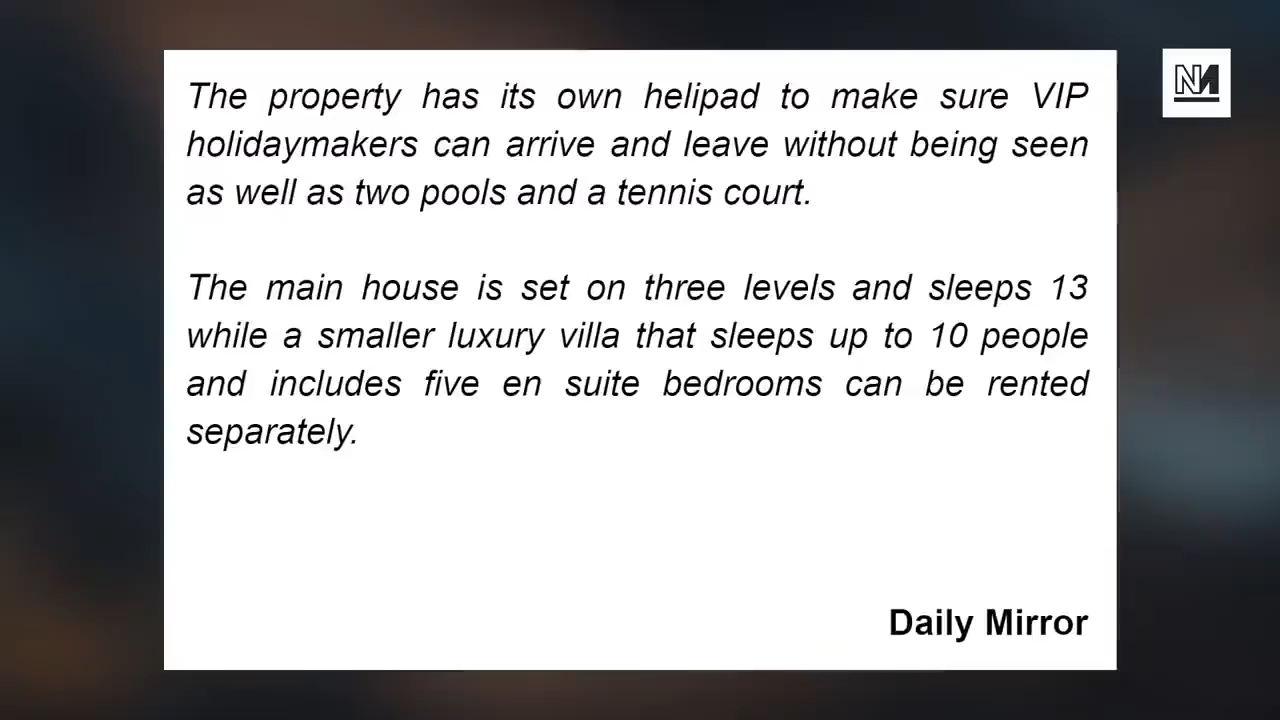 The property has its own helipad to make sure VIP
holidaymakers can arrive and leave without being seen
as well as two pools and a tennis court.
The main house is set on three levels and sleeps 13
while a smaller luxury villa that sleeps up to 10 people
and includes five en suite bedrooms can be rented
separately.
Daily Mirror